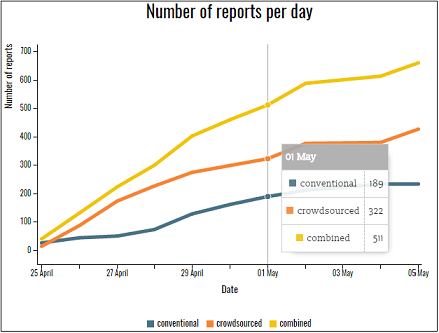 Number of reports per day
Number of reports
700
600
500
400
300
200
100
0
01 May
conventional 189
crowdsourced 322
combined 511
25 April 27 April 29 April 01 May 03 May 05 May
Date
conventional crowdsourced combined